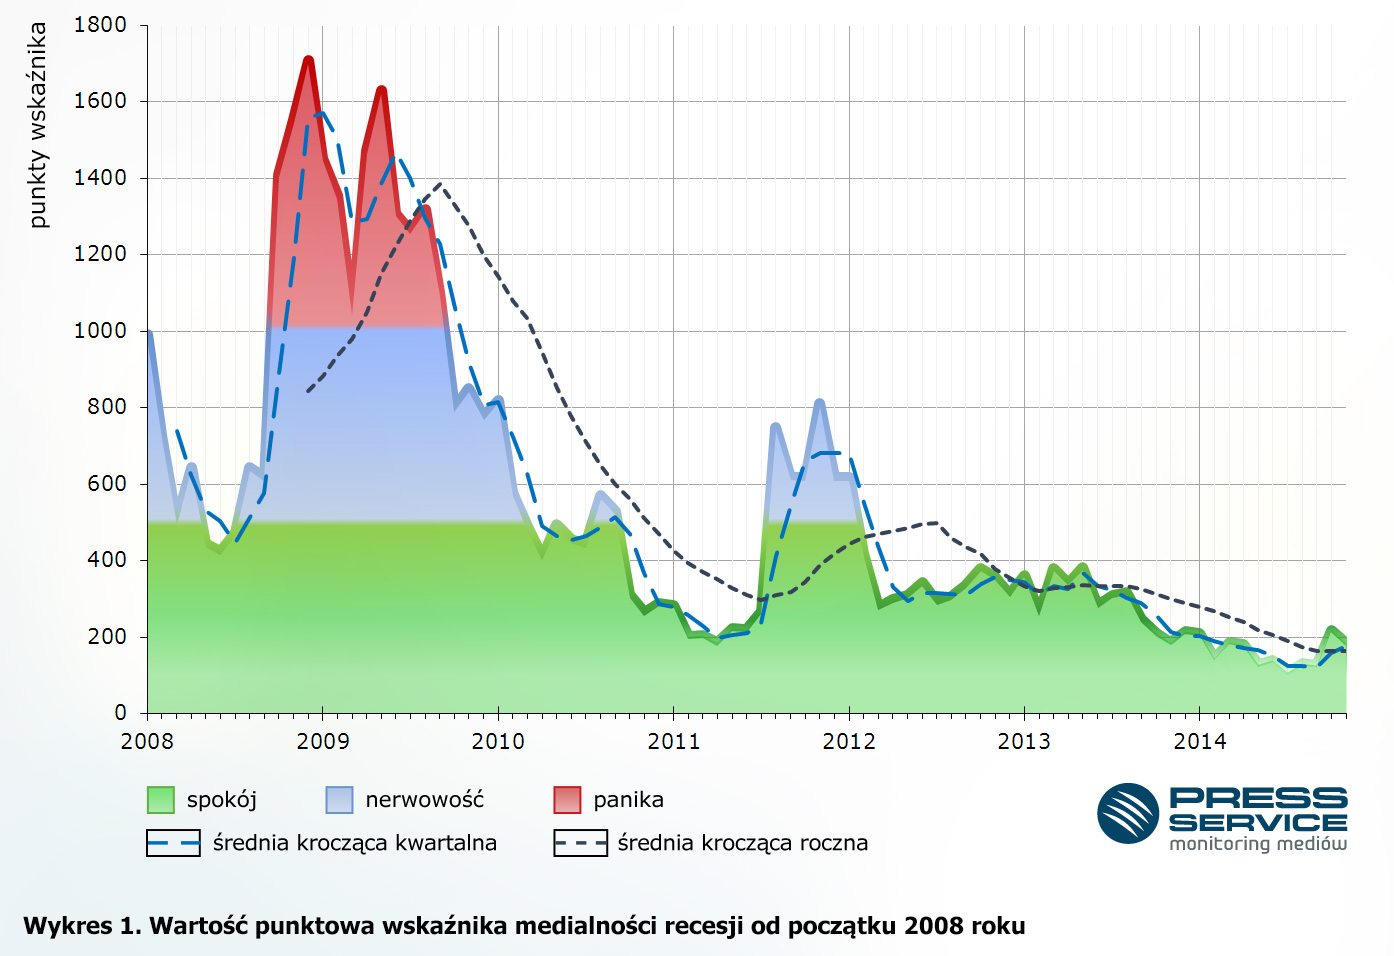 punkty wskaźnika
1800
1600
1400
1200
1000
800
600
400
200
0
2008 2009 2010 2011 2012 2013 2014
spokój nerwowość panika
średnia krocząca kwartalna średnia krocząca roczna
PRESS
SERVICE
monitoring mediów
Wykres 1. Wartość punktowa wskaźnika medialności recesji od początku 2008 roku